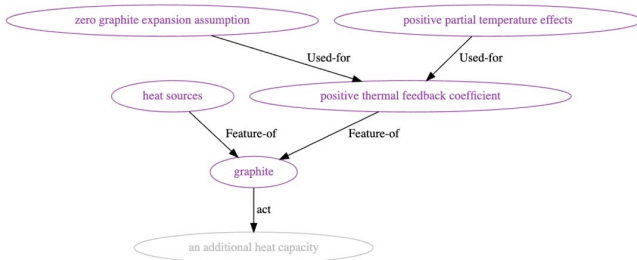 zero graphite expansion assumption
positive partial temperature effects
Used-for
Used-for
heat sources
positive thermal feedback coefficient
Feature-of
Feature-of
graphite
act
an additional heat capacity